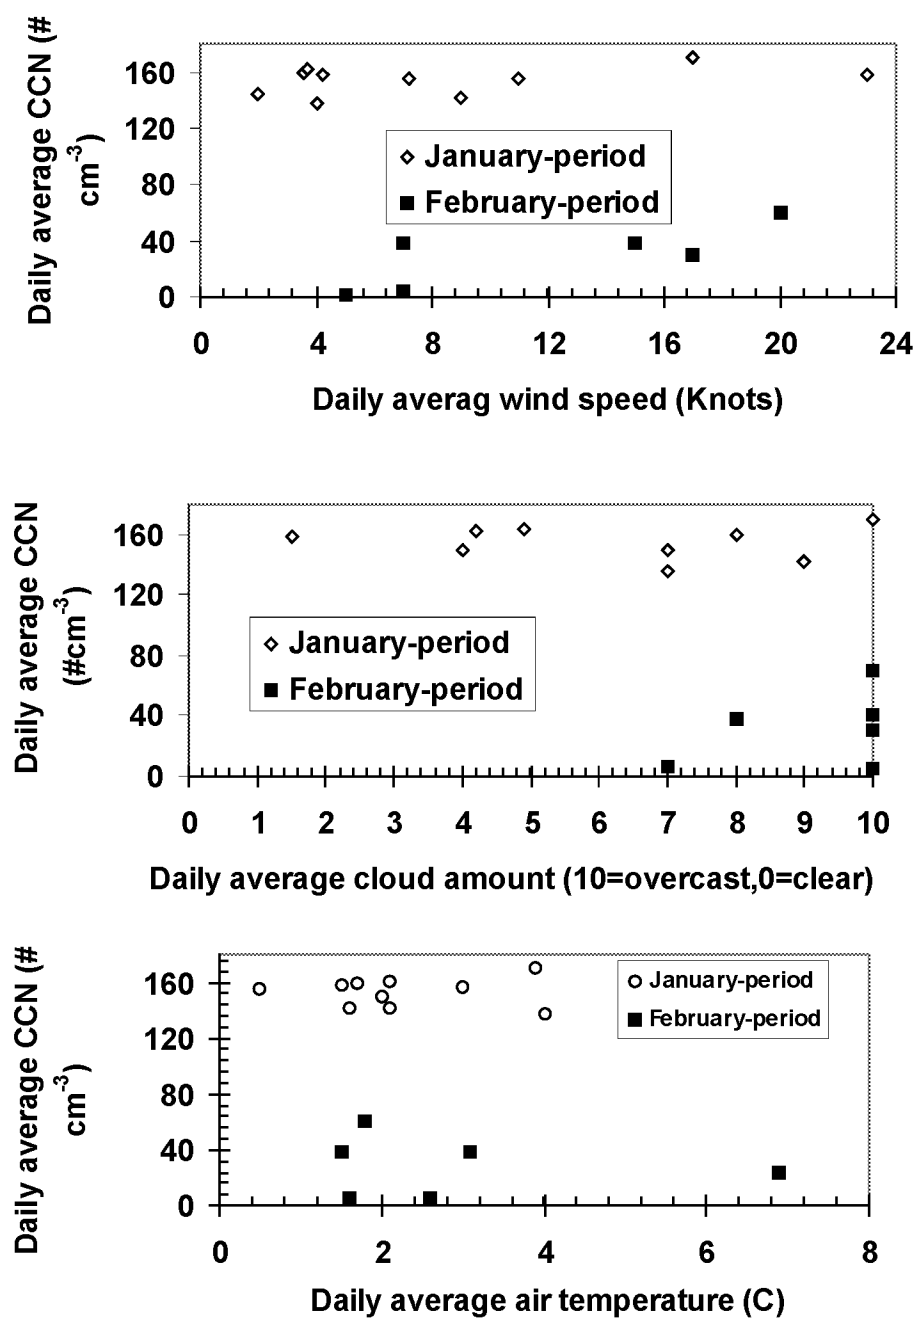 Daily average CCN (#
cm⁻³)
160
120
80
40
0
January-period
February-period
0 4 8 12 16 20 24
Daily averag wind speed (Knots)
Daily average CCN
(#cm⁻³)
160
120
80
40
0
January-period
February-period
0 1 2 3 4 5 6 7 8 9 10
Daily average cloud amount (10=overcast,0=clear)
Daily average CCN (#
cm⁻³)
160
120
80
40
0
January-period
February-period
0 2 4 6 8
Daily average air temperature (C)